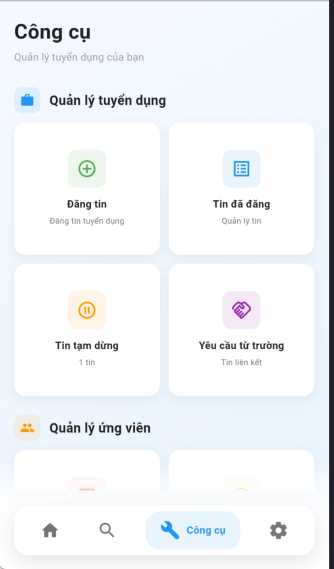 Công cụ
Quản lý tuyển dụng của bạn
Quản lý tuyển dụng
Đăng tin
Đăng tin tuyển dụng
Tin đã đăng
Quản lý tin
Tin tạm dừng
1 tin
Yêu cầu từ trường
Tin liên kết
Quản lý ứng viên
Công cụ